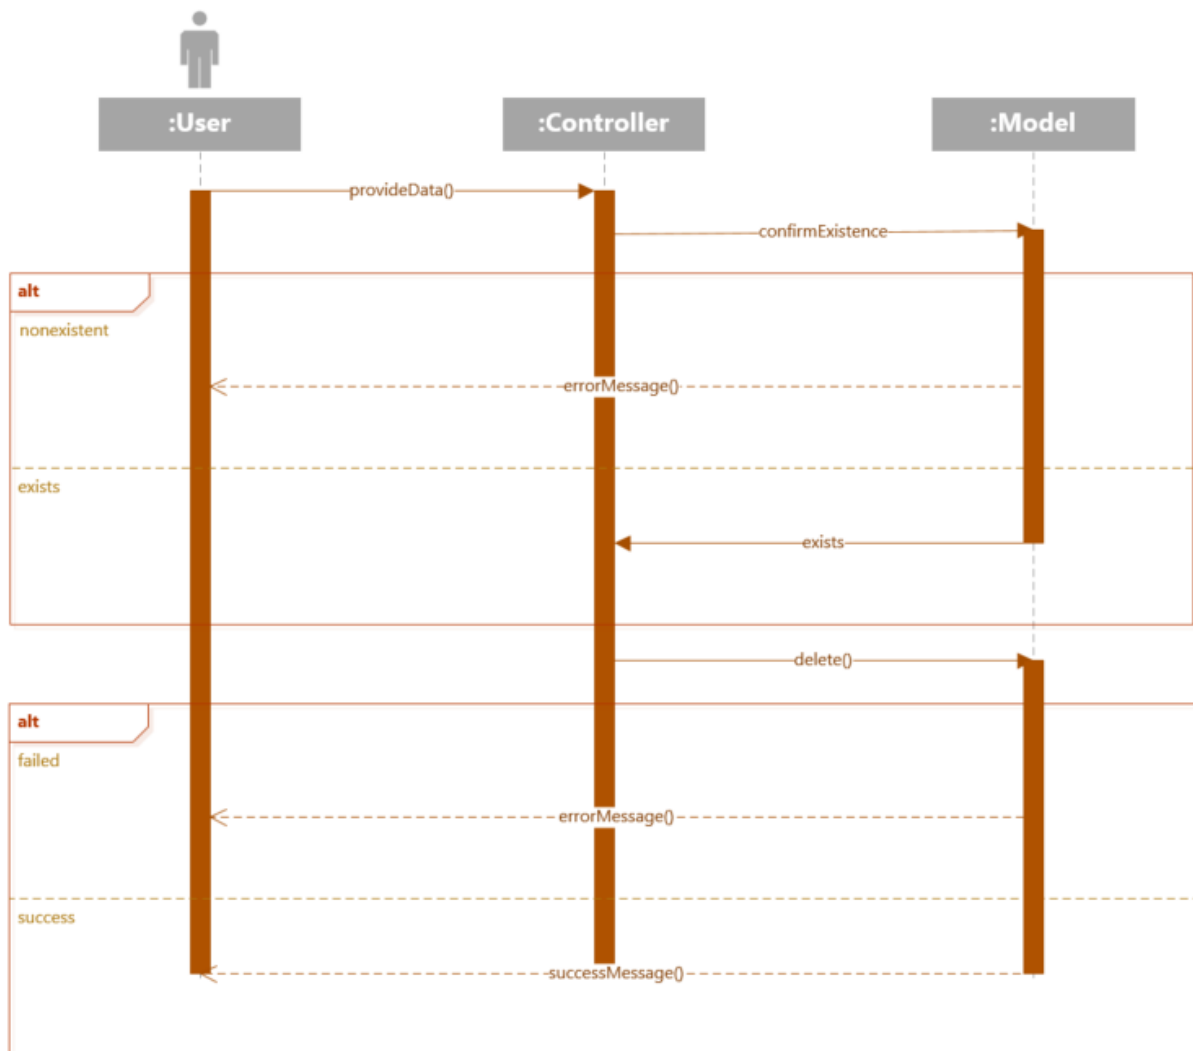 :User
:Controller
:Model
provideData()
confirmExistence
alt
nonexistent
errorMessage()
exists
exists
delete()
alt
failed
errorMessage()
success
successMessage()